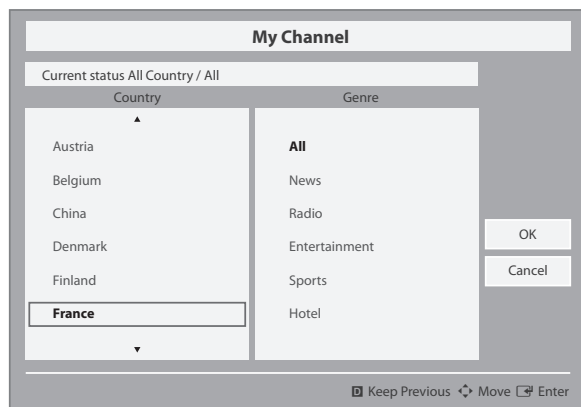 My Channel
Current status All Country / All
Country Genre
▲
Austria All
Belgium News
China Radio
Denmark Entertainment
Finland Sports
France Hotel
▼
OK
Cancel
D Keep Previous Move Enter